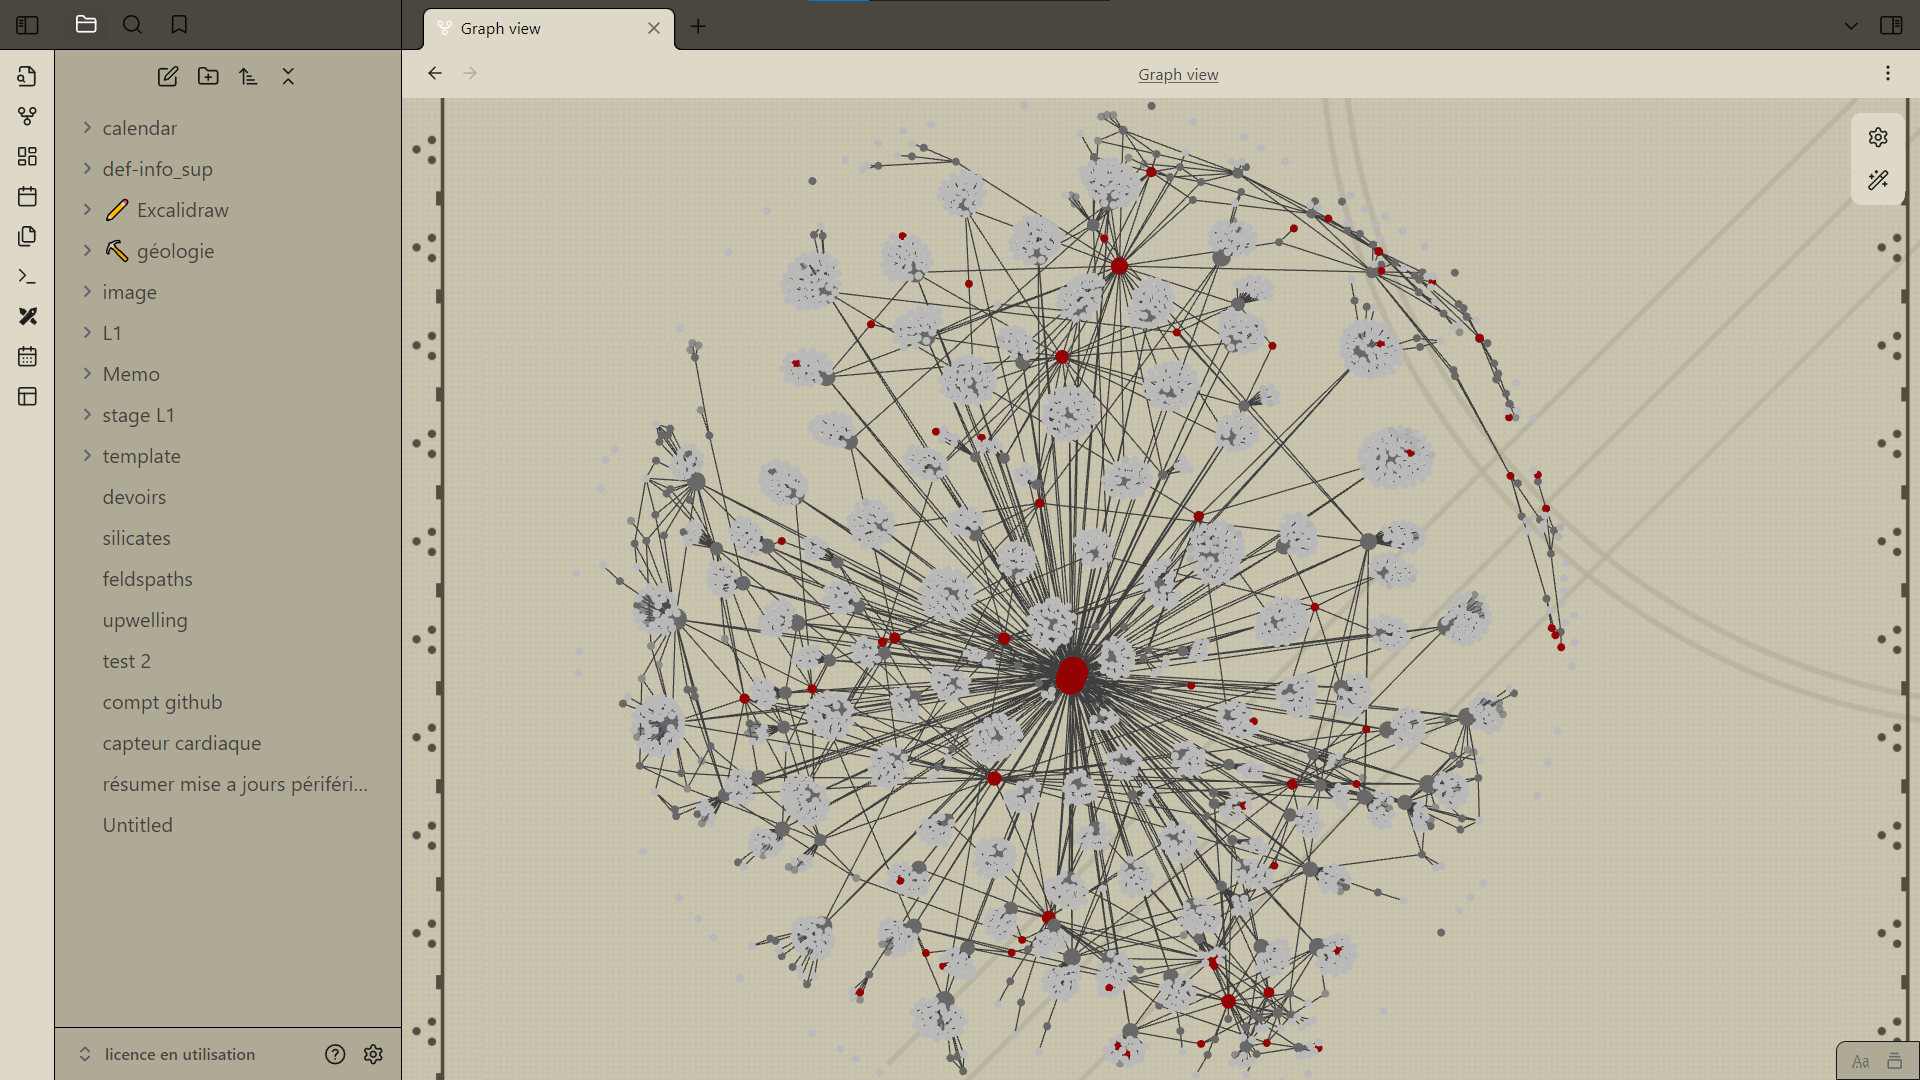 Graph view
Graph view
calendar
def-info_sup
Excalidraw
géologie
image
L1
Memo
stage L1
template
devoirs
silicates
feldspaths
upwelling
test 2
compt github
capteur cardiaque
résumer mise a jours périféri...
Untitled
licence en utilisation
Aa